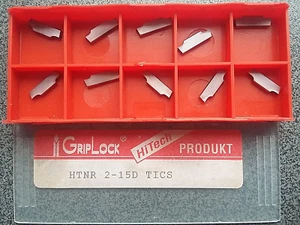 GRIPLOCK ® HiTech PRODUKT
HTNR 2-15D TICS